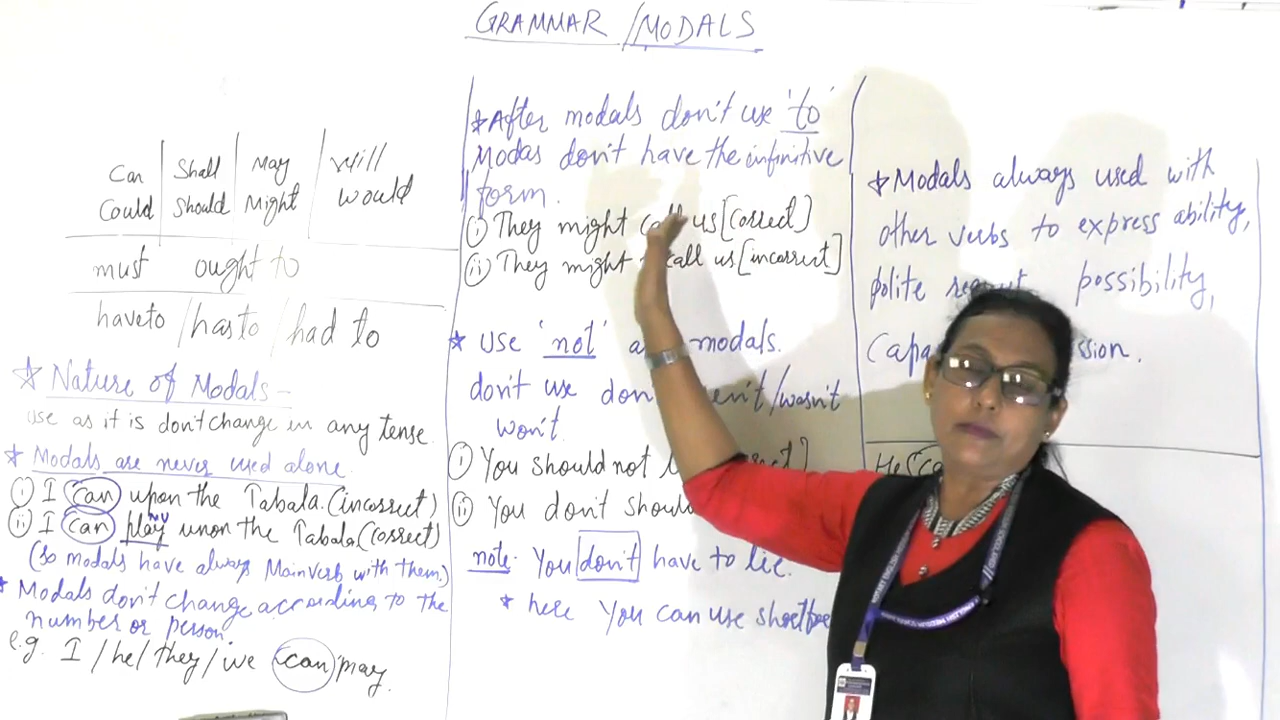 GRAMMAR / MODALS
Can | Shall | May | Will
Could | Should | Might | would
must ought to
have to / has to / had to
* Nature of Modals -
use as it is don't change in any tense.
* Modals are never used alone.
(i) I can upon the Tabala. (incorrect)
(ii) I can play upon the Tabala (correct)
MV
(so modals have always Mainverb with them.)
* Modals don't change according to the
number or person.
e.g. I / he / they / we can / may.
* After modals don't use 'to'
Modas don't have the infinitive
form.
(i) They might call us [correct]
(ii) They might call us [incorrect]
* Use 'not' modals.
don't use wasn't
won't.
(i) You should not
(ii) You don't
note. You don't have to lie.
* here You can use
* Modals always used with
other verbs to express ability,
polite possibility,
He